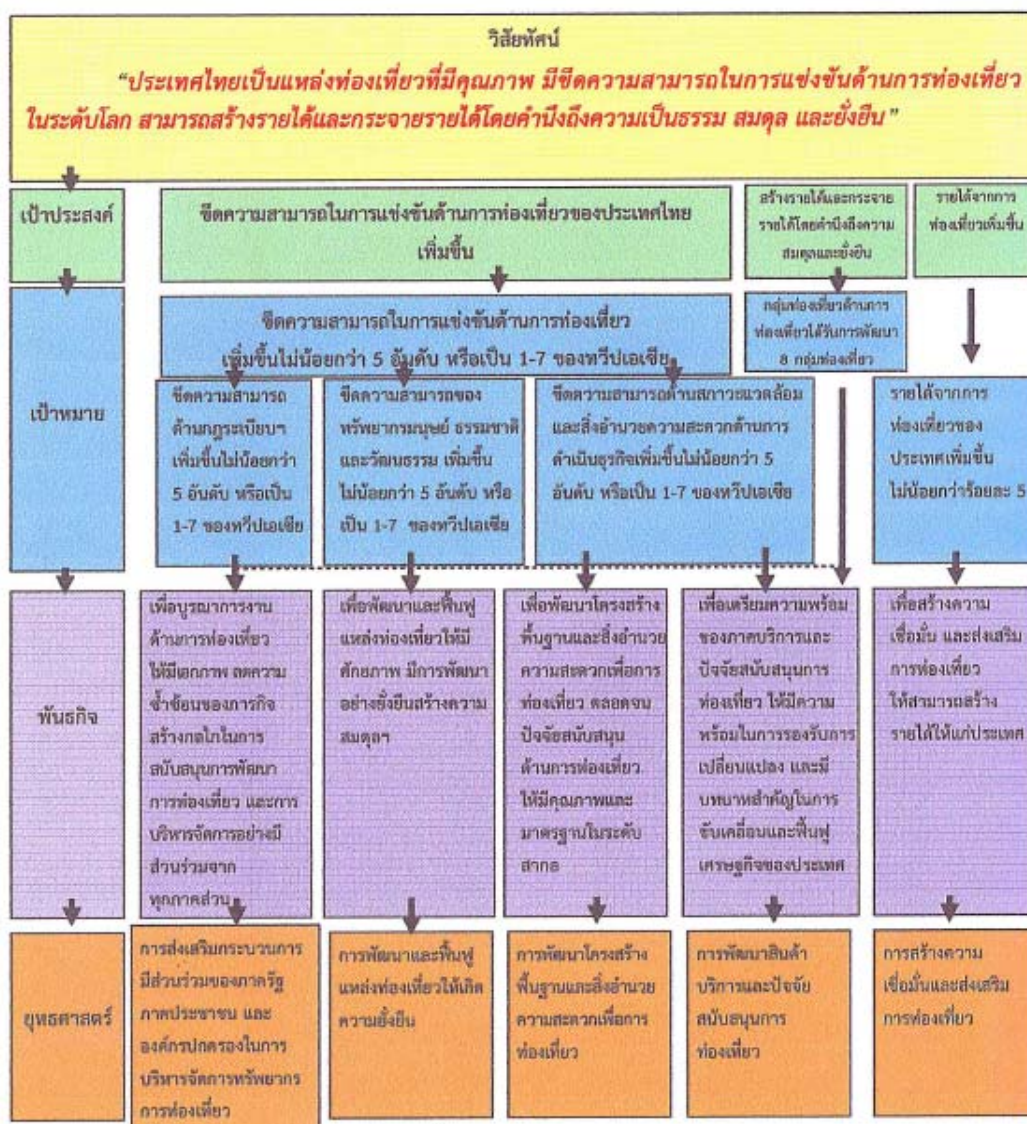 วิสัยทัศน์
“ประเทศไทยเป็นแหล่งท่องเที่ยวที่มีคุณภาพ มีขีดความสามารถในการแข่งขันด้านการท่องเที่ยว
ในระดับโลก สามารถสร้างรายได้และกระจายรายได้โดยคำนึงถึงความเป็นธรรม สมดุล และยั่งยืน”
เป้าประสงค์
ขีดความสามารถในการแข่งขันด้านการท่องเที่ยวของประเทศไทย
เพิ่มขึ้น
สร้างรายได้และกระจาย
รายได้โดยคำนึงถึงความ
สมดุลและยั่งยืน
รายได้จากการ
ท่องเที่ยวเพิ่มขึ้น
เป้าหมาย
ขีดความสามารถในการแข่งขันด้านการท่องเที่ยว
เพิ่มขึ้นไม่น้อยกว่า 5 อันดับ หรือเป็น 1-7 ของทวีปเอเชีย
กลุ่มท่องเที่ยวด้านการ
ท่องเที่ยวได้รับการพัฒนา
8 กลุ่มท่องเที่ยว
ขีดความสามารถ
ด้านกฎระเบียบฯ
เพิ่มขึ้นไม่น้อยกว่า
5 อันดับ หรือเป็น
1-7 ของทวีปเอเชีย
ขีดความสามารถของ
ทรัพยากรมนุษย์ ธรรมชาติ
และวัฒนธรรม เพิ่มขึ้น
ไม่น้อยกว่า 5 อันดับ หรือ
เป็น 1-7 ของทวีปเอเชีย
ขีดความสามารถด้านสภาวะแวดล้อม
และสิ่งอำนวยความสะดวกด้านการ
ดำเนินธุรกิจเพิ่มขึ้นไม่น้อยกว่า 5
อันดับ หรือเป็น 1-7 ของทวีปเอเชีย
รายได้จากการ
ท่องเที่ยวของ
ประเทศเพิ่มขึ้น
ไม่น้อยกว่าร้อยละ 5
พันธกิจ
เพื่อบูรณาการงาน
ด้านการท่องเที่ยว
ให้มีเอกภาพ ลดความ
ซ้ำซ้อนของภารกิจ
สร้างกลไกในการ
สนับสนุนการพัฒนา
การท่องเที่ยว และการ
บริหารจัดการอย่างมี
ส่วนร่วมจาก
ทุกภาคส่วน
เพื่อพัฒนาและฟื้นฟู
แหล่งท่องเที่ยวให้มี
ศักยภาพ มีการพัฒนา
อย่างยั่งยืนสร้างความ
สมดุลฯ
เพื่อพัฒนาโครงสร้าง
พื้นฐานและสิ่งอำนวย
ความสะดวกเพื่อการ
ท่องเที่ยว ตลอดจน
ปัจจัยสนับสนุน
ด้านการท่องเที่ยว
ให้มีคุณภาพและ
มาตรฐานในระดับ
สากล
เพื่อเตรียมความพร้อม
ของภาคบริการและ
ปัจจัยสนับสนุนการ
ท่องเที่ยว ให้มีความ
พร้อมในการรองรับการ
เปลี่ยนแปลง และมี
บทบาทสำคัญในการ
ขับเคลื่อนและฟื้นฟู
เศรษฐกิจของประเทศ
เพื่อสร้างความ
เชื่อมั่น และส่งเสริม
การท่องเที่ยว
ให้สามารถสร้าง
รายได้ให้แก่ประเทศ
ยุทธศาสตร์
การส่งเสริมกระบวนการ
มีส่วนร่วมของภาครัฐ
ภาคประชาชน และ
องค์กรปกครองในการ
บริหารจัดการทรัพยากร
การท่องเที่ยว
การพัฒนาและฟื้นฟู
แหล่งท่องเที่ยวให้เกิด
ความยั่งยืน
การพัฒนาโครงสร้าง
พื้นฐานและสิ่งอำนวย
ความสะดวกเพื่อการ
ท่องเที่ยว
การพัฒนาสินค้า
บริการและปัจจัย
สนับสนุนการ
ท่องเที่ยว
การสร้างความ
เชื่อมั่นและส่งเสริม
การท่องเที่ยว